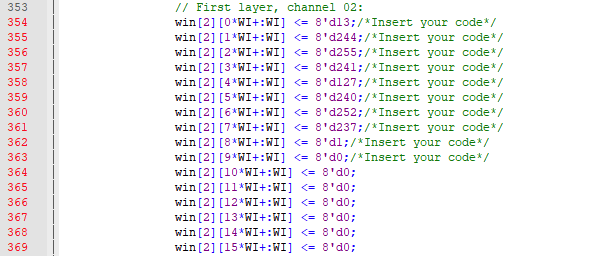 353 // First layer, channel 02:
354 win[2][0*WI+:WI] <= 8'd13;/*Insert your code*/
355 win[2][1*WI+:WI] <= 8'd244;/*Insert your code*/
356 win[2][2*WI+:WI] <= 8'd255;/*Insert your code*/
357 win[2][3*WI+:WI] <= 8'd241;/*Insert your code*/
358 win[2][4*WI+:WI] <= 8'd127;/*Insert your code*/
359 win[2][5*WI+:WI] <= 8'd240;/*Insert your code*/
360 win[2][6*WI+:WI] <= 8'd252;/*Insert your code*/
361 win[2][7*WI+:WI] <= 8'd237;/*Insert your code*/
362 win[2][8*WI+:WI] <= 8'd1;/*Insert your code*/
363 win[2][9*WI+:WI] <= 8'd0;/*Insert your code*/
364 win[2][10*WI+:WI] <= 8'd0;
365 win[2][11*WI+:WI] <= 8'd0;
366 win[2][12*WI+:WI] <= 8'd0;
367 win[2][13*WI+:WI] <= 8'd0;
368 win[2][14*WI+:WI] <= 8'd0;
369 win[2][15*WI+:WI] <= 8'd0;